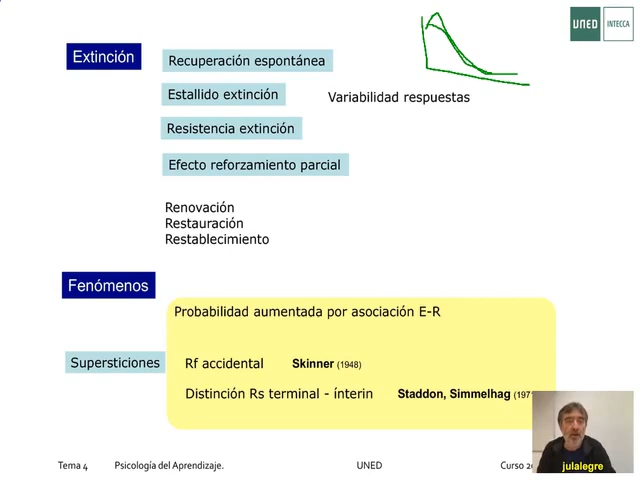 UNED INTECCA
Extinción
Recuperación espontánea
Estallido extinción
Variabilidad respuestas
Resistencia extinción
Efecto reforzamiento parcial
Renovación
Restauración
Restablecimiento
Fenómenos
Probabilidad aumentada por asociación E-R
Supersticiones
Rf accidental Skinner (1948)
Distinción Rs terminal - ínterin Staddon, Simmelhag
Tema 4 Psicología del Aprendizaje. UNED Curso
julalegre